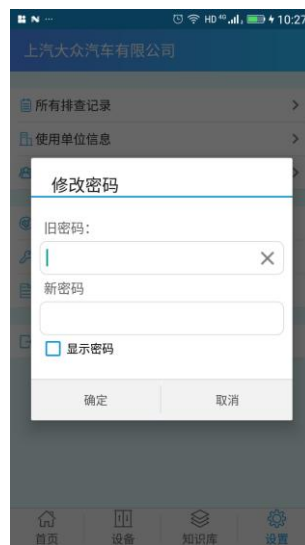 HD 4G 10:27
上汽大众汽车有限公司
所有排查记录
使用单位信息
修改密码
旧密码：
新密码
显示密码
确定 取消
首页 设备 知识库 设置